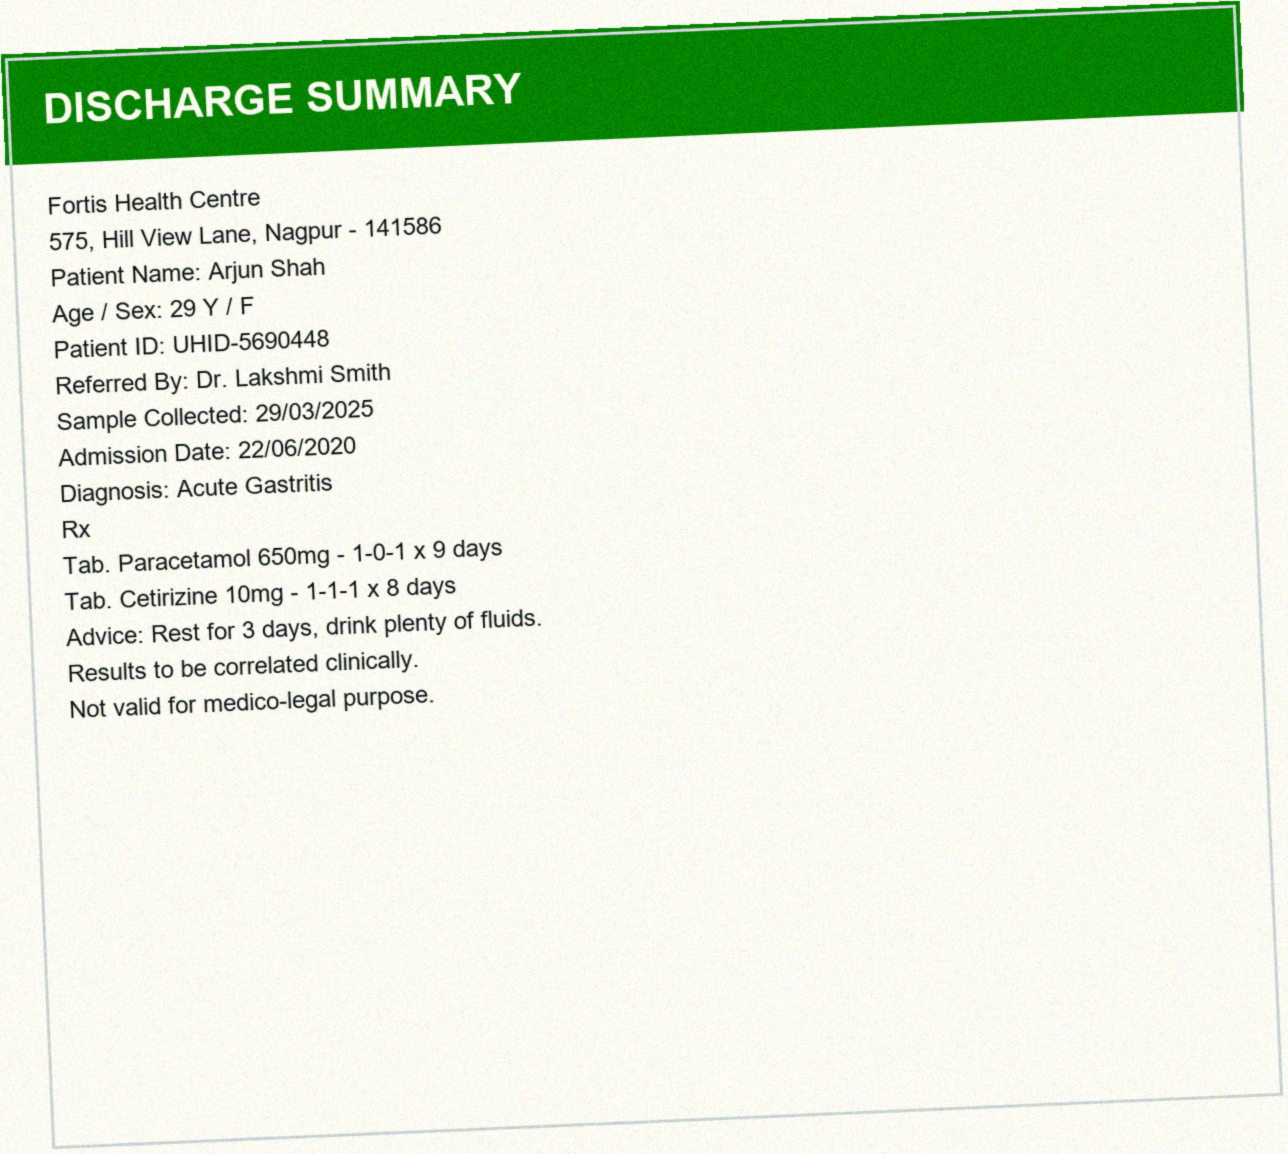 DISCHARGE SUMMARY
Fortis Health Centre
575, Hill View Lane, Nagpur - 141586
Patient Name: Arjun Shah
Age / Sex: 29 Y / F
Patient ID: UHID-5690448
Referred By: Dr. Lakshmi Smith
Sample Collected: 29/03/2025
Admission Date: 22/06/2020
Diagnosis: Acute Gastritis
Rx
Tab. Paracetamol 650mg - 1-0-1 x 9 days
Tab. Cetirizine 10mg - 1-1-1 x 8 days
Advice: Rest for 3 days, drink plenty of fluids.
Results to be correlated clinically.
Not valid for medico-legal purpose.